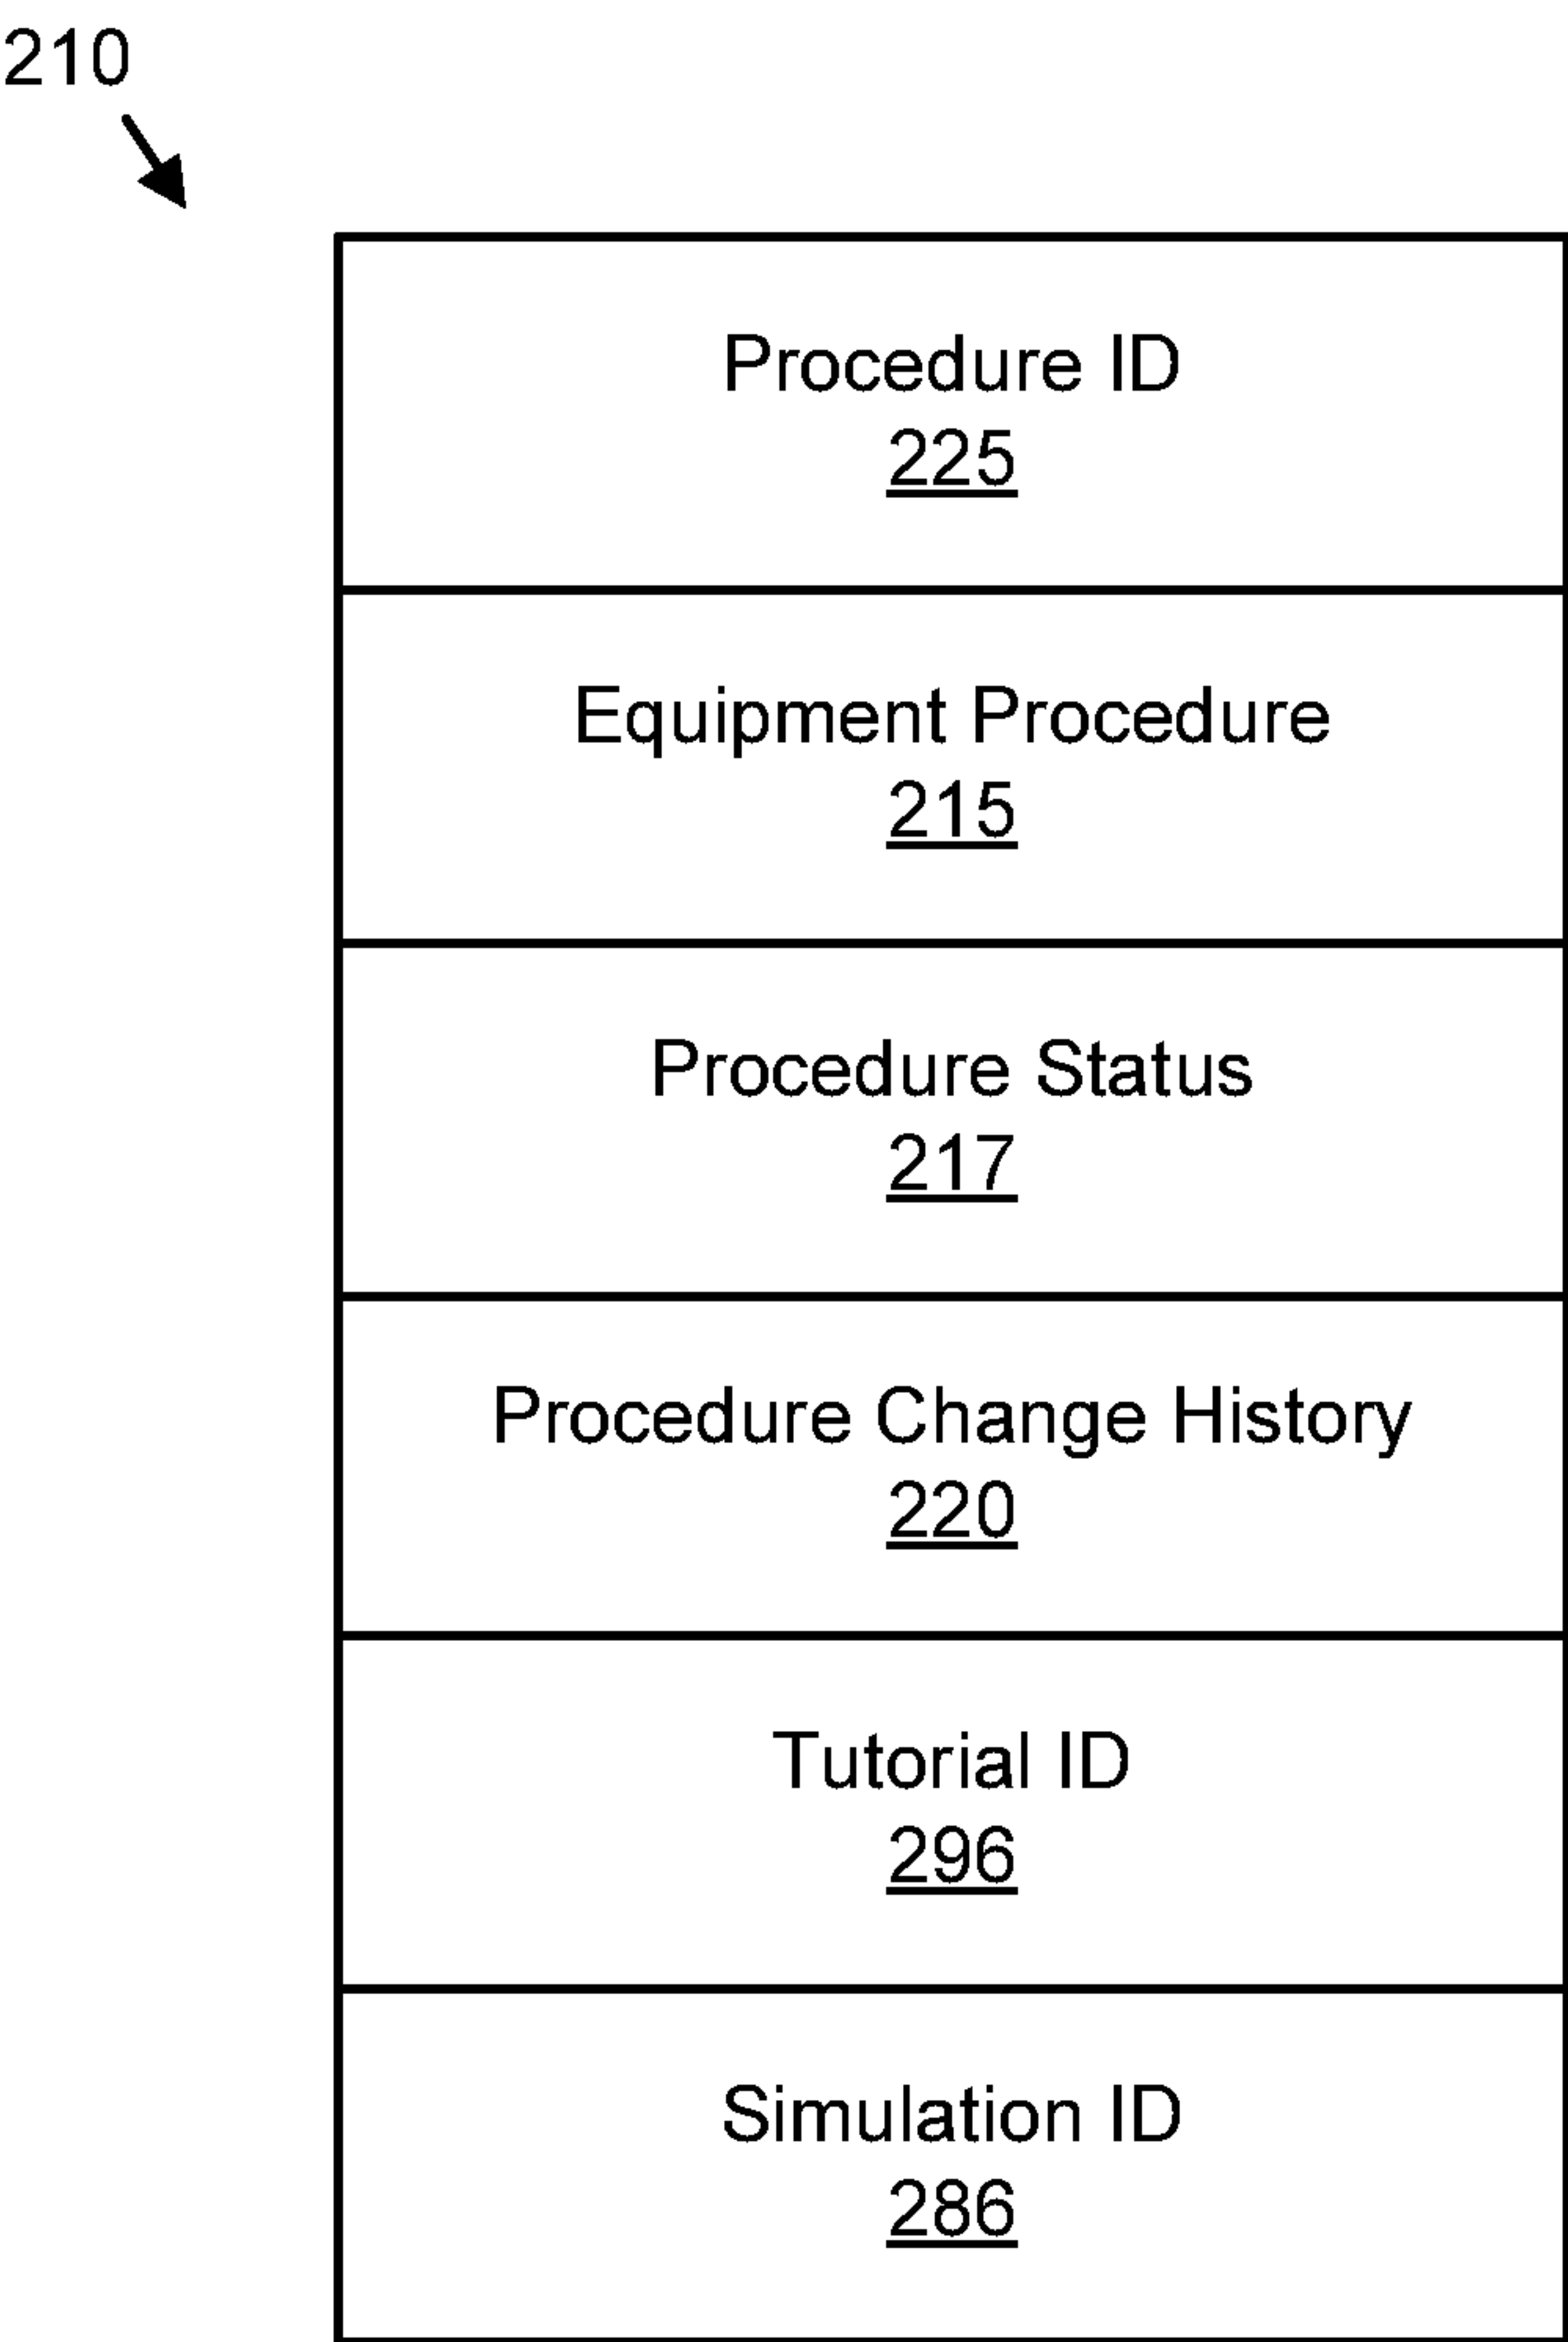 210
Procedure ID
225
Equipment Procedure
215
Procedure Status
217
Procedure Change History
220
Tutorial ID
296
Simulation ID
286